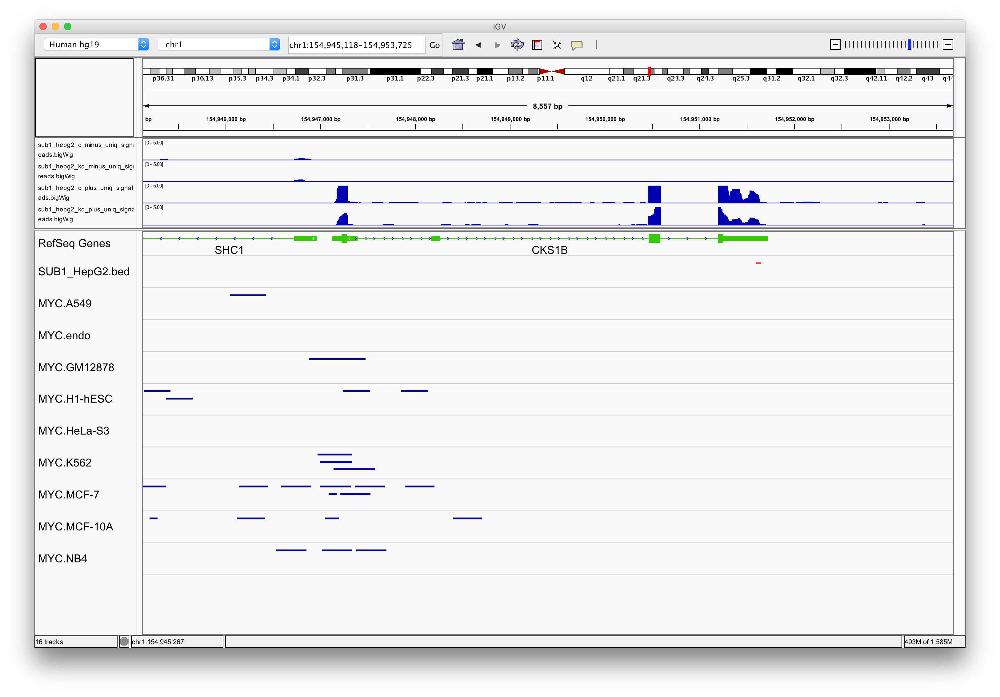 IGV
Human hg19 chr1 chr1:154,945,118-154,953,725 Go
p36.31 p36.13 p35.3 p34.3 p34.1 p32.3 p31.3 p31.1 p22.3 p21.3 p21.1 p13.2 p11.1 q12 q21.1 q21.3 q23.3 q24.3 q25.3 q31.2 q32.1 q32.3 q42.11 q42.2 q43 q44
8,557 bp
bp 154,946,000 bp 154,947,000 bp 154,948,000 bp 154,949,000 bp 154,950,000 bp 154,951,000 bp 154,952,000 bp 154,953,000 bp
sub1_hepg2_c_minus_uniq_signa [0 - 5.00]
eads.bigWig
sub1_hepg2_kd_minus_uniq_sig [0 - 5.00]
reads.bigWig
sub1_hepg2_c_plus_uniq_signal_ [0 - 5.00]
ads.bigWig
sub1_hepg2_kd_plus_uniq_signa [0 - 5.00]
eads.bigWig
RefSeq Genes
SHC1 CKS1B
SUB1_HepG2.bed
MYC.A549
MYC.endo
MYC.GM12878
MYC.H1-hESC
MYC.HeLa-S3
MYC.K562
MYC.MCF-7
MYC.MCF-10A
MYC.NB4
16 tracks chr1:154,945,267 493M of 1,585M